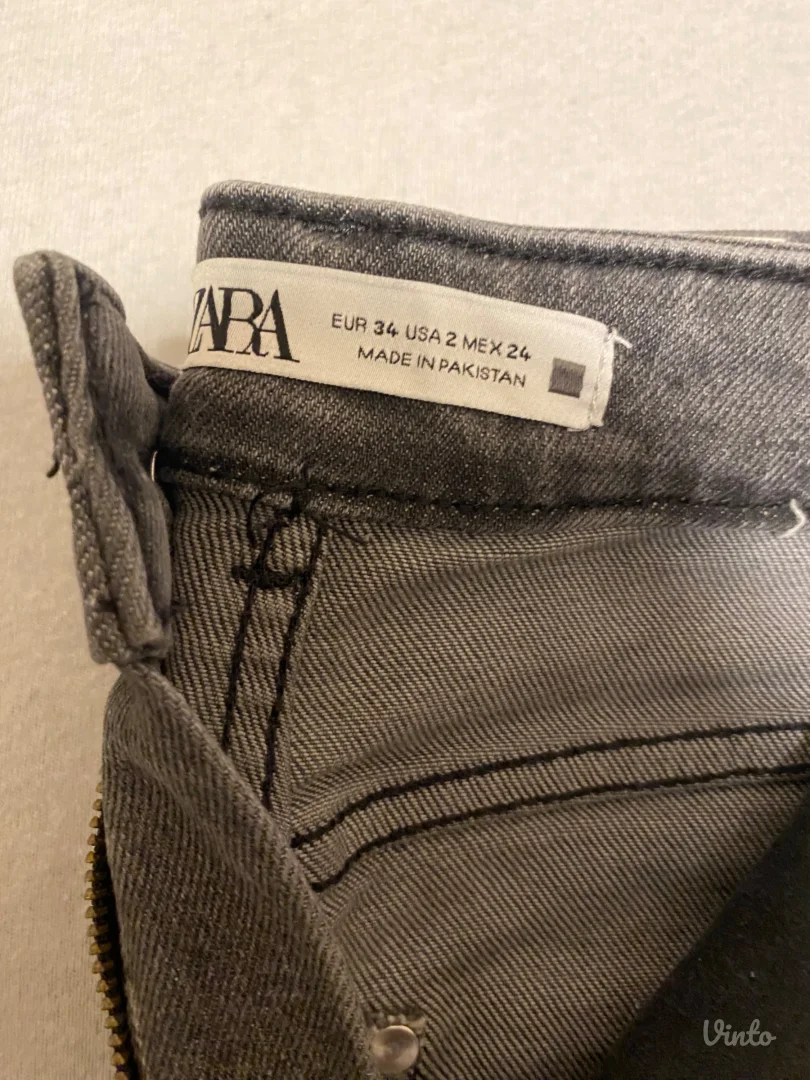 ZARA
EUR 34 USA 2 MEX 24
MADE IN PAKISTAN
Vinto